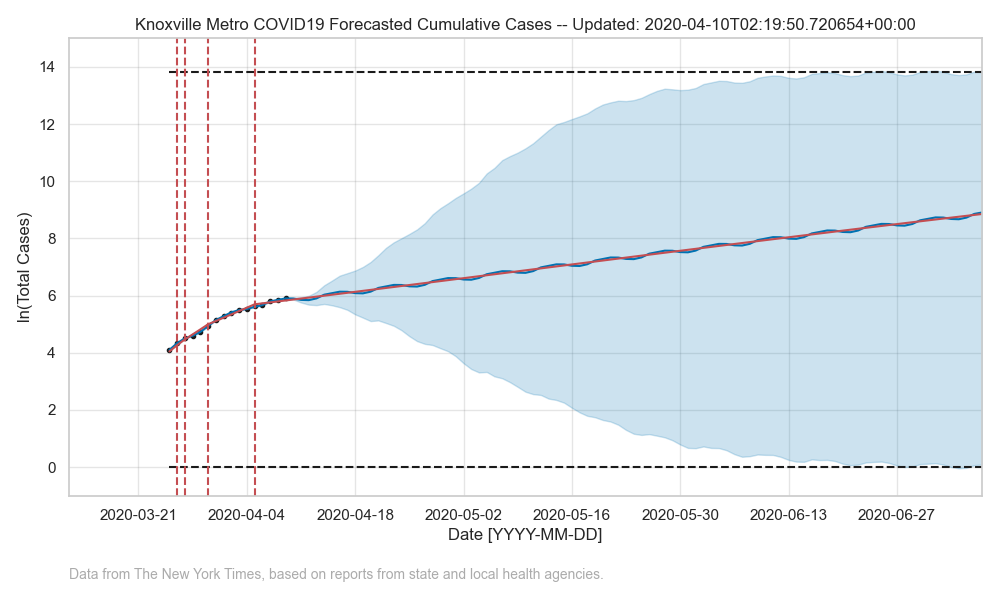 Knoxville Metro COVID19 Forecasted Cumulative Cases -- Updated: 2020-04-10T02:19:50.720654+00:00
ln(Total Cases)
14
12
10
8
6
4
2
0
2020-03-21 2020-04-04 2020-04-18 2020-05-02 2020-05-16 2020-05-30 2020-06-13 2020-06-27
Date [YYYY-MM-DD]
Data from The New York Times, based on reports from state and local health agencies.